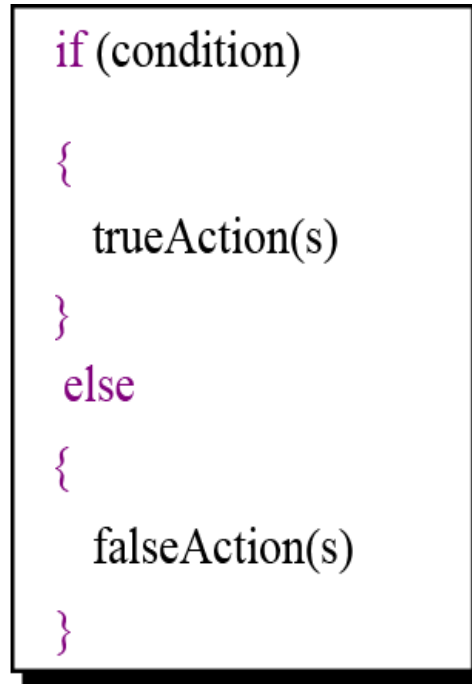 if (condition)
{
trueAction(s)
}
else
{
falseAction(s)
}